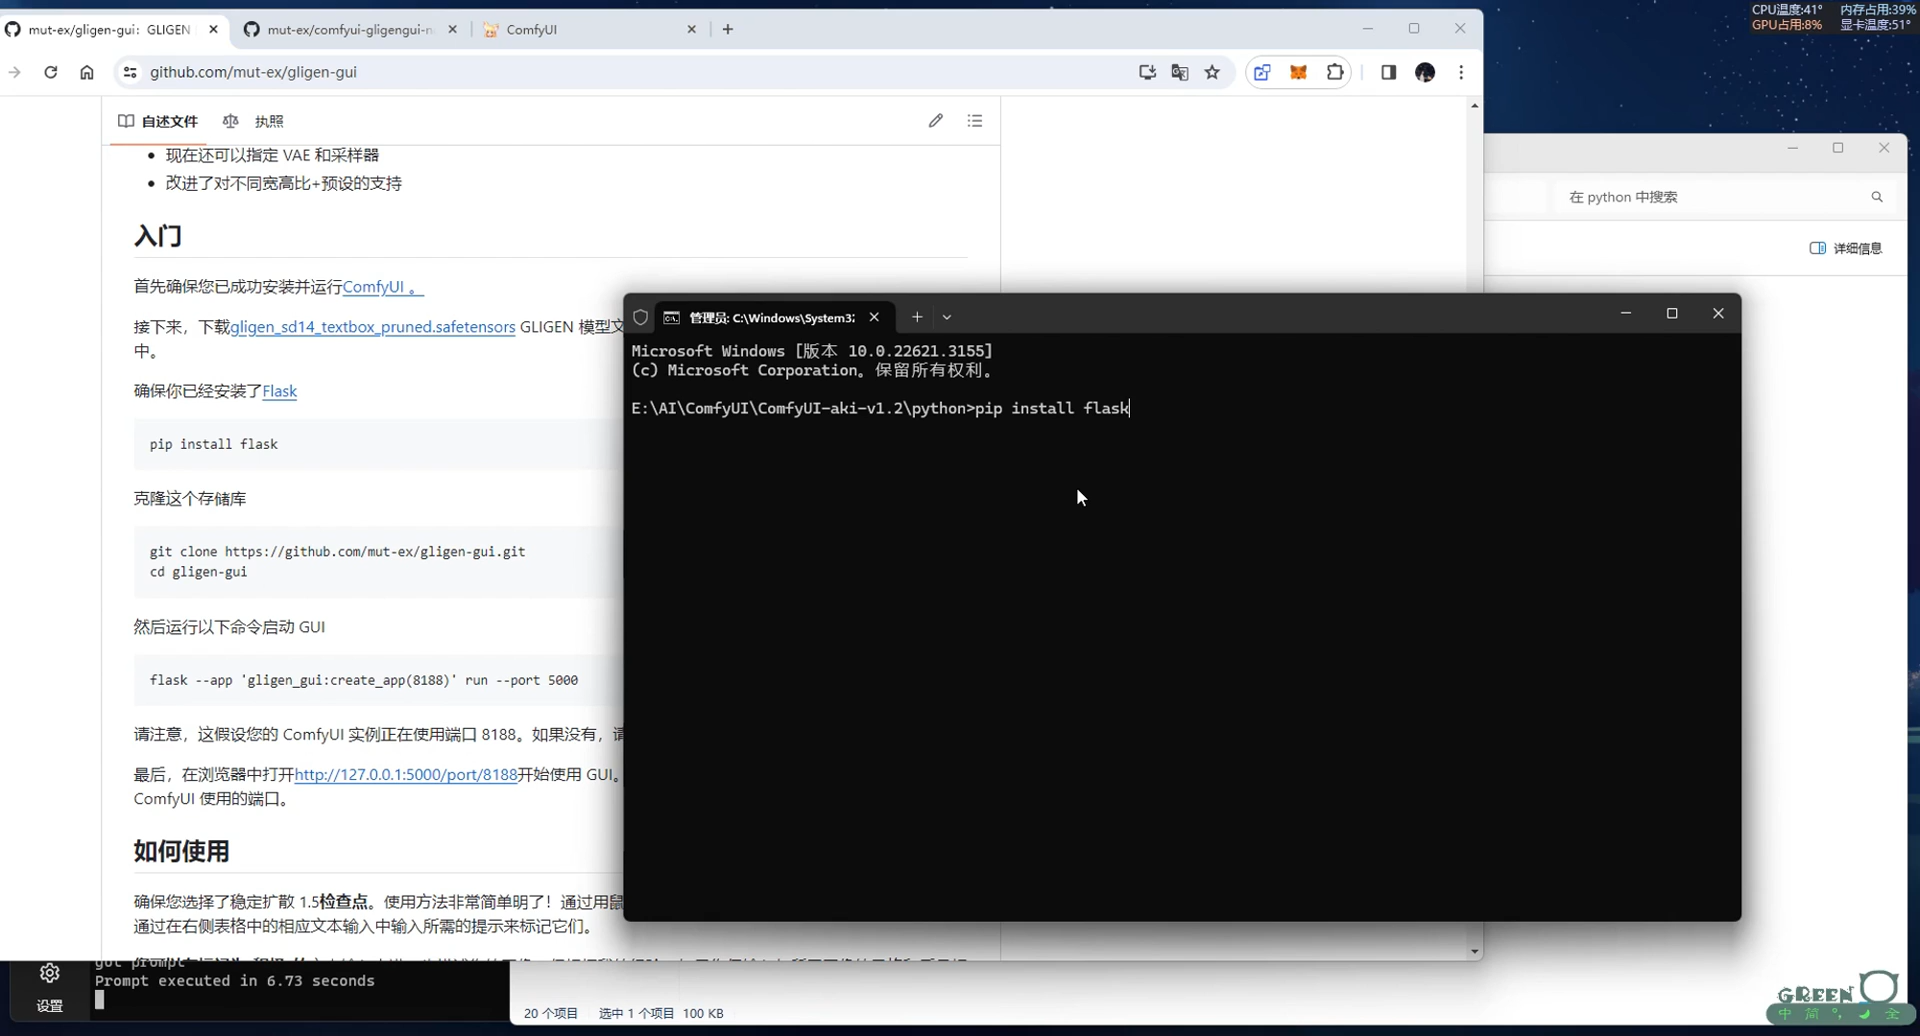 CPU温度:41° 内存占用:39%
GPU占用:8% 显卡温度:51°
mut-ex/gligen-gui: GLIGEN
mut-ex/comfyui-gligengui-n
ComfyUI
github.com/mut-ex/gligen-gui
自述文件 执照
现在还可以指定 VAE 和采样器
改进了对不同宽高比+预设的支持
入门
首先确保您已成功安装并运行ComfyUI 。
接下来，下载gligen_sd14_textbox_pruned.safetensors GLIGEN 模型文
中。
确保你已经安装了Flask
pip install flask
克隆这个存储库
git clone https://github.com/mut-ex/gligen-gui.git
cd gligen-gui
然后运行以下命令启动 GUI
flask --app 'gligen_gui:create_app(8188)' run --port 5000
请注意，这假设您的 ComfyUI 实例正在使用端口 8188。如果没有，请
最后，在浏览器中打开http://127.0.0.1:5000/port/8188开始使用 GUI。
ComfyUI 使用的端口。
如何使用
确保您选择了稳定扩散 1.5检查点。使用方法非常简单明了！通过用鼠
通过在右侧表格中的相应文本输入中输入所需的提示来标记它们。
在 python 中搜索
详细信息
管理员: C:\Windows\System32
Microsoft Windows [版本 10.0.22621.3155]
(c) Microsoft Corporation。保留所有权利。
E:\AI\ComfyUI\ComfyUI-aki-v1.2\python>pip install flask
got prompt
Prompt executed in 6.73 seconds
设置
20 个项目 选中 1 个项目 100 KB
GREEN
中 简 °, 全